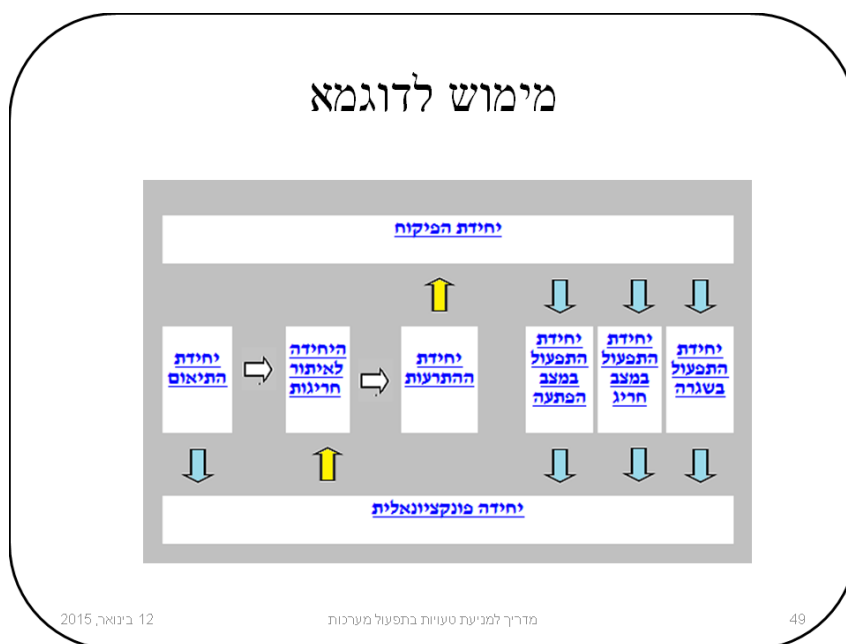 מימוש לדוגמא
יחידת הפיקוח
יחידת
התפעול
בשגרה
יחידת
התפעול
במצב
חריג
יחידת
התפעול
במצב
הפתעה
יחידת
ההתרעות
היחידה
לאיתור
חריגות
יחידת
התיאום
יחידה פונקציונאלית
49
מדריך למניעת טעויות בתפעול מערכות
12 בינואר, 2015